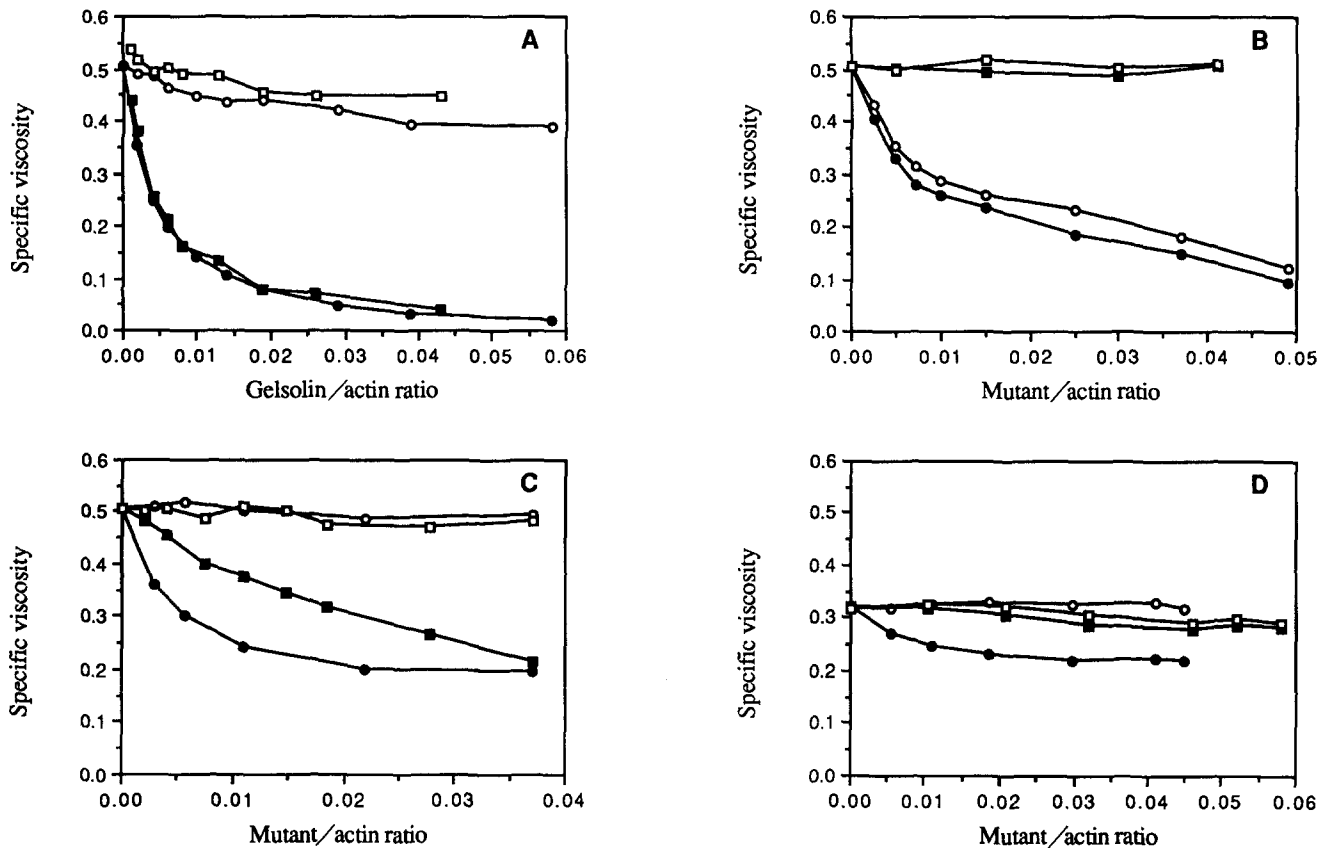 A
0.6
0.5
0.4
0.3
0.2
0.1
0.0
Specific viscosity
0.00 0.01 0.02 0.03 0.04 0.05 0.06
Gelsolin/actin ratio
B
0.6
0.5
0.4
0.3
0.2
0.1
0.0
Specific viscosity
0.00 0.01 0.02 0.03 0.04 0.05
Mutant/actin ratio
C
0.6
0.5
0.4
0.3
0.2
0.1
0.0
Specific viscosity
0.00 0.01 0.02 0.03 0.04
Mutant/actin ratio
D
0.6
0.5
0.4
0.3
0.2
0.1
0.0
Specific viscosity
0.00 0.01 0.02 0.03 0.04 0.05 0.06
Mutant/actin ratio